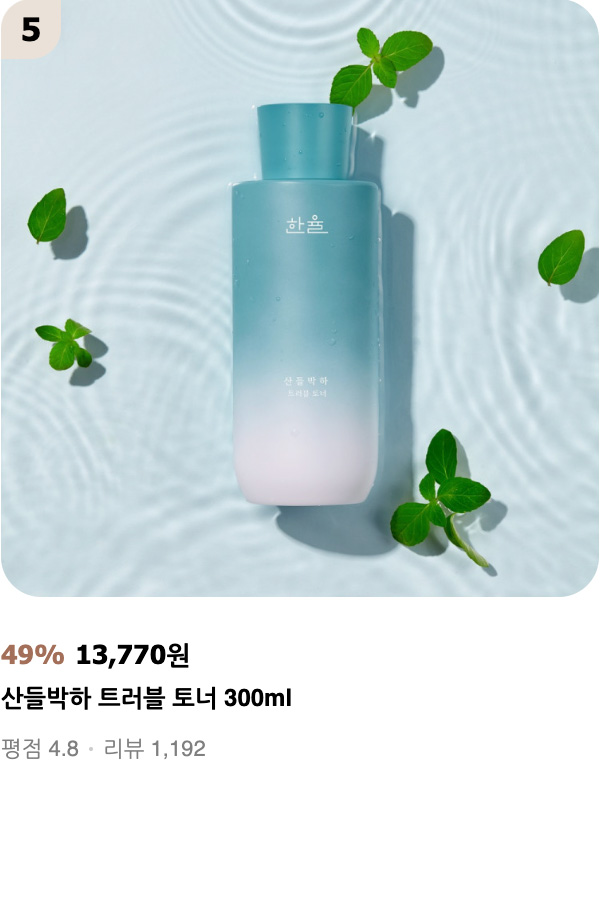 5
한율
산들박하
트러블 토너
49% 13,770원
산들박하 트러블 토너 300ml
평점 4.8 • 리뷰 1,192